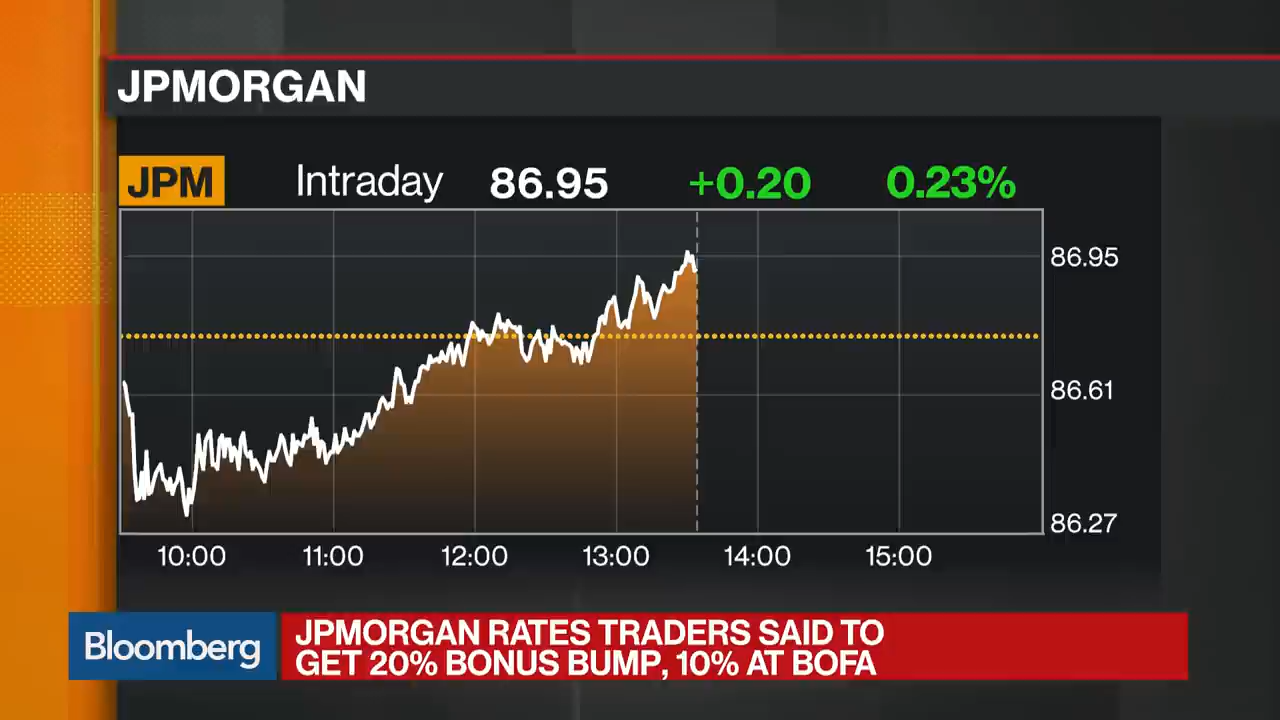 JPMORGAN
JPM Intraday 86.95 +0.20 0.23%
86.95
86.61
86.27
10:00 11:00 12:00 13:00 14:00 15:00
Bloomberg
JPMORGAN RATES TRADERS SAID TO
GET 20% BONUS BUMP, 10% AT BOFA